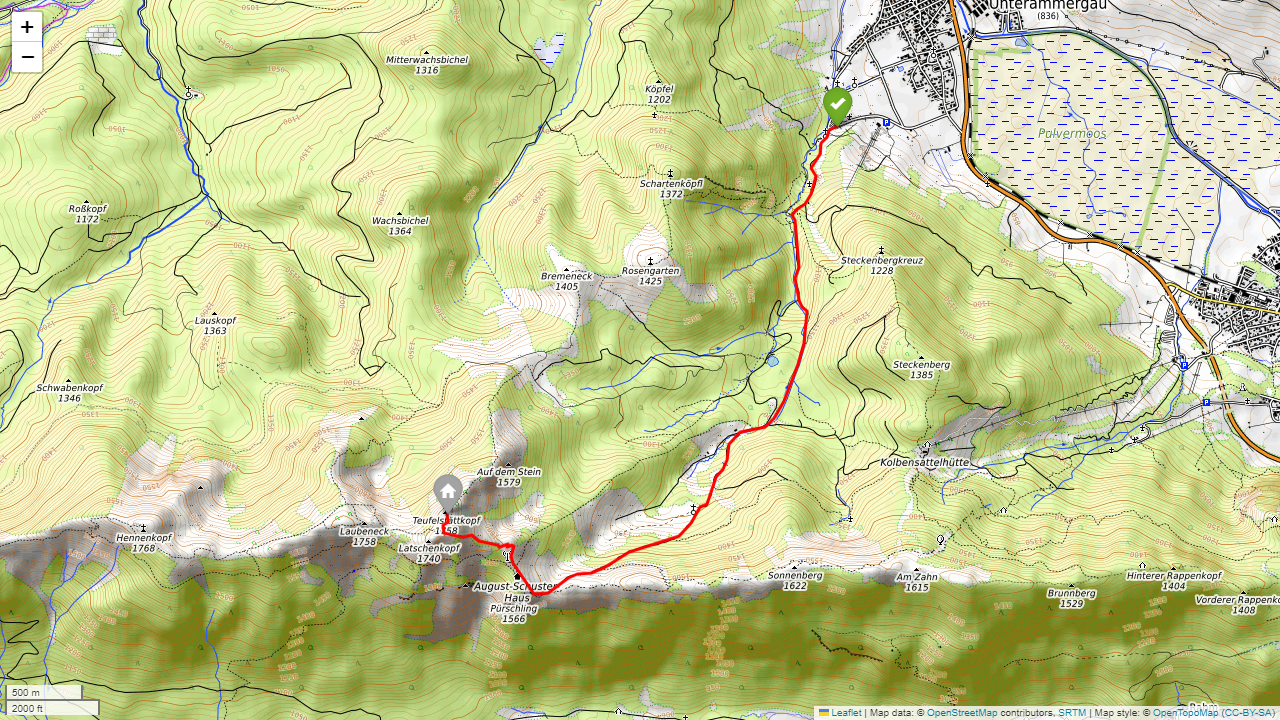 +
−
Unterammergau
(836)
Mitterwachsbichel
1316
Köpfel
1202
Pulvermoos
Schartenköpfl
1372
Roßkopf
1172
Wachsbichel
1364
Steckenbergkreuz
1228
Bremeneck
1405
Rosengarten
1425
Lauskopf
1363
Steckenberg
1385
Schwabenkopf
1346
Kolbensattelhütte
Auf dem Stein
1579
Teufelstättkopf
1758
Hennenkopf
1768
Laubeneck
1758
Latschenkopf
1740
Sonnenberg
1622
Am Zahn
1615
Hinterer Rappenkopf
1404
August-Schuster-
Haus
Pürschling
1566
Brunnberg
1529
Vorderer Rappenko
1408
500 m
2000 ft
Leaflet | Map data: © OpenStreetMap contributors, SRTM | Map style: © OpenTopoMap (CC-BY-SA)